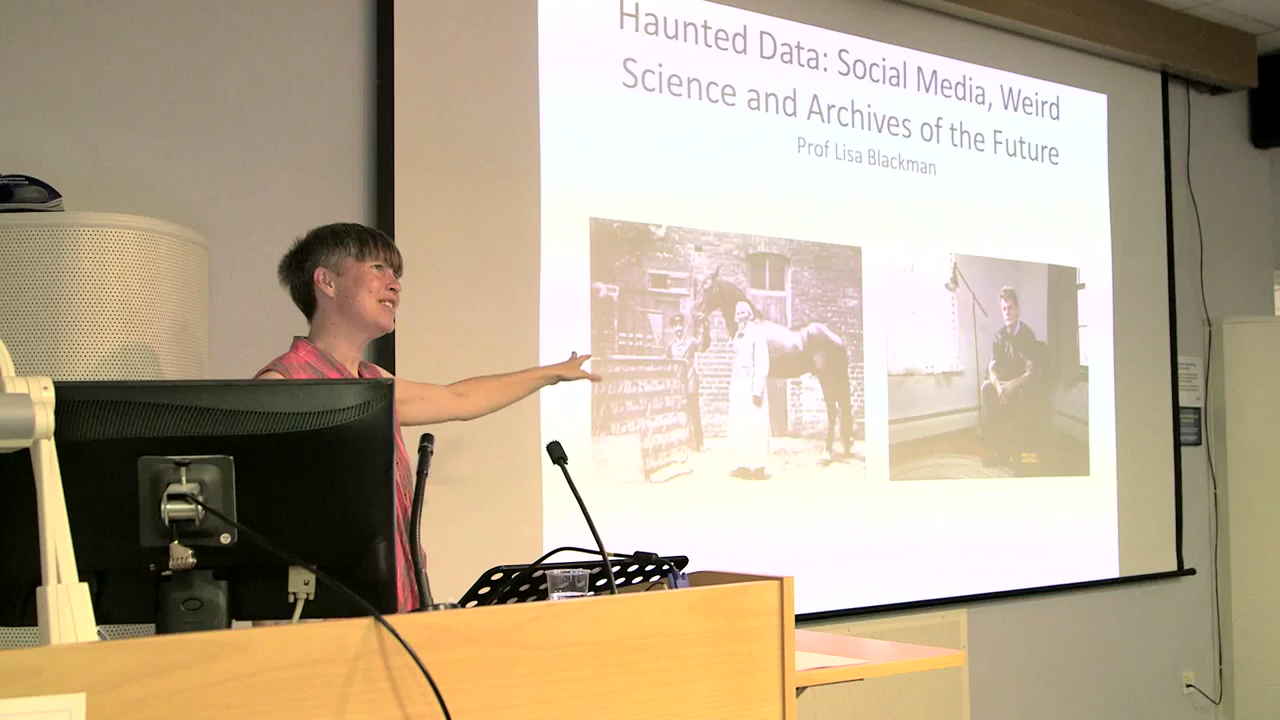 Haunted Data: Social Media, Weird
Science and Archives of the Future
Prof Lisa Blackman